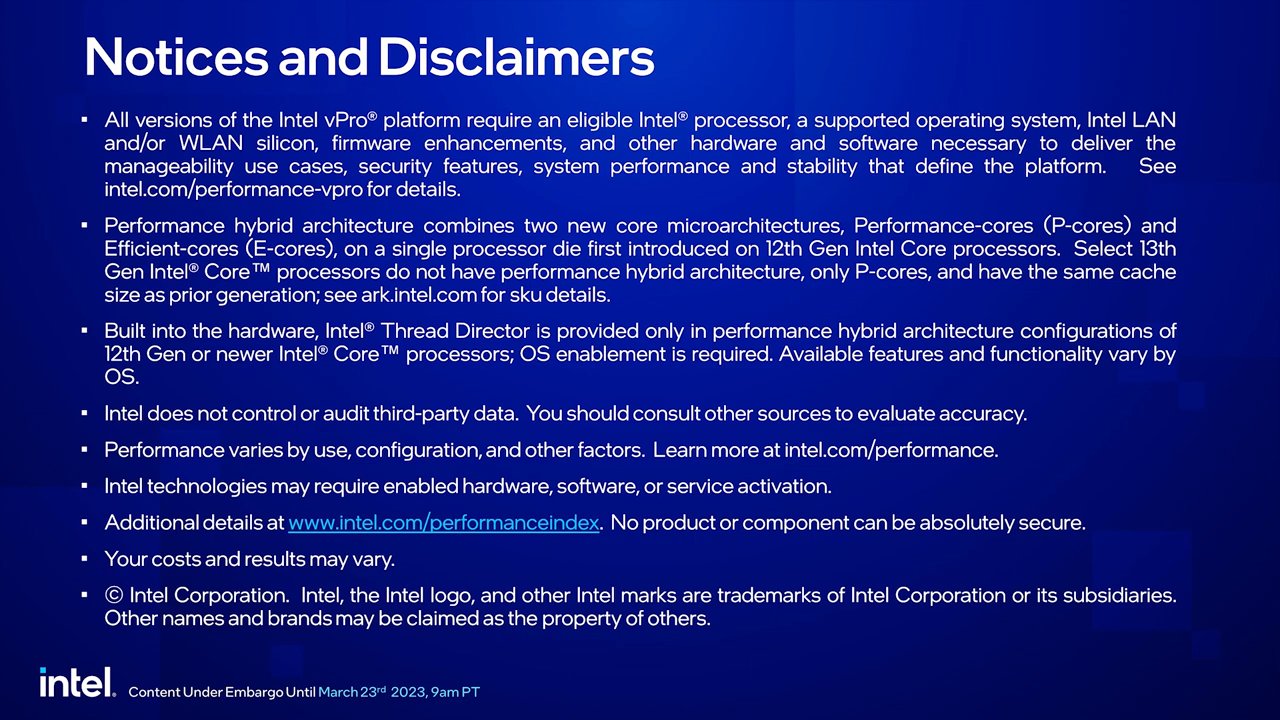 Notices and Disclaimers
▪ All versions of the Intel vPro® platform require an eligible Intel® processor, a supported operating system, Intel LAN
and/or WLAN silicon, firmware enhancements, and other hardware and software necessary to deliver the
manageability use cases, security features, system performance and stability that define the platform. See
intel.com/performance-vpro for details.
▪ Performance hybrid architecture combines two new core microarchitectures, Performance-cores (P-cores) and
Efficient-cores (E-cores), on a single processor die first introduced on 12th Gen Intel Core processors. Select 13th
Gen Intel® Core™ processors do not have performance hybrid architecture, only P-cores, and have the same cache
size as prior generation; see ark.intel.com for sku details.
▪ Built into the hardware, Intel® Thread Director is provided only in performance hybrid architecture configurations of
12th Gen or newer Intel® Core™ processors; OS enablement is required. Available features and functionality vary by
OS.
▪ Intel does not control or audit third-party data. You should consult other sources to evaluate accuracy.
▪ Performance varies by use, configuration, and other factors. Learn more at intel.com/performance.
▪ Intel technologies may require enabled hardware, software, or service activation.
▪ Additional details at www.intel.com/performanceindex. No product or component can be absolutely secure.
▪ Your costs and results may vary.
▪ © Intel Corporation. Intel, the Intel logo, and other Intel marks are trademarks of Intel Corporation or its subsidiaries.
Other names and brands may be claimed as the property of others.
intel. Content Under Embargo Until March 23rd 2023, 9am PT